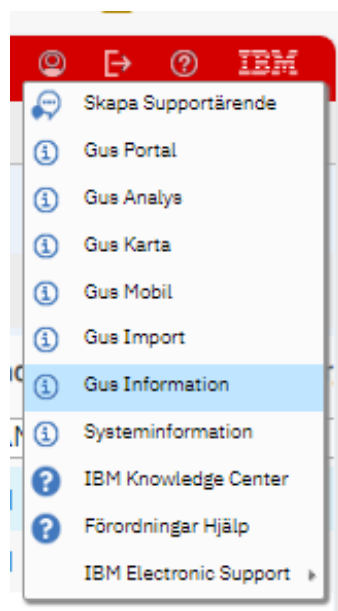 IBM
Skapa Supportärende
Gus Portal
Gus Analys
Gus Karta
Gus Mobil
Gus Import
Gus Information
Systeminformation
IBM Knowledge Center
Förordningar Hjälp
IBM Electronic Support